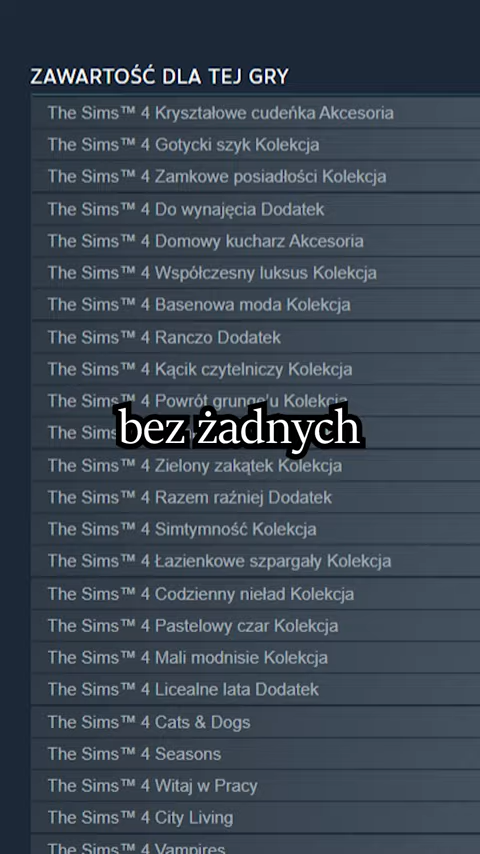 ZAWARTOŚĆ DLA TEJ GRY
The Sims™ 4 Kryształowe cudeńka Akcesoria
The Sims™ 4 Gotycki szyk Kolekcja
The Sims™ 4 Zamkowe posiadłości Kolekcja
The Sims™ 4 Do wynajęcia Dodatek
The Sims™ 4 Domowy kucharz Akcesoria
The Sims™ 4 Współczesny luksus Kolekcja
The Sims™ 4 Basenowa moda Kolekcja
The Sims™ 4 Ranczo Dodatek
The Sims™ 4 Kącik czytelniczy Kolekcja
The Sims™ 4 Powrót grunge'u Kolekcja
bez żadnych
The Sims
The Sims™ 4 Zielony zakątek Kolekcja
The Sims™ 4 Razem raźniej Dodatek
The Sims™ 4 Simtymność Kolekcja
The Sims™ 4 Łazienkowe szpargały Kolekcja
The Sims™ 4 Codzienny nieład Kolekcja
The Sims™ 4 Pastelowy czar Kolekcja
The Sims™ 4 Mali modnisie Kolekcja
The Sims™ 4 Licealne lata Dodatek
The Sims™ 4 Cats & Dogs
The Sims™ 4 Seasons
The Sims™ 4 Witaj w Pracy
The Sims™ 4 City Living
The Sims™ 4 Vampires